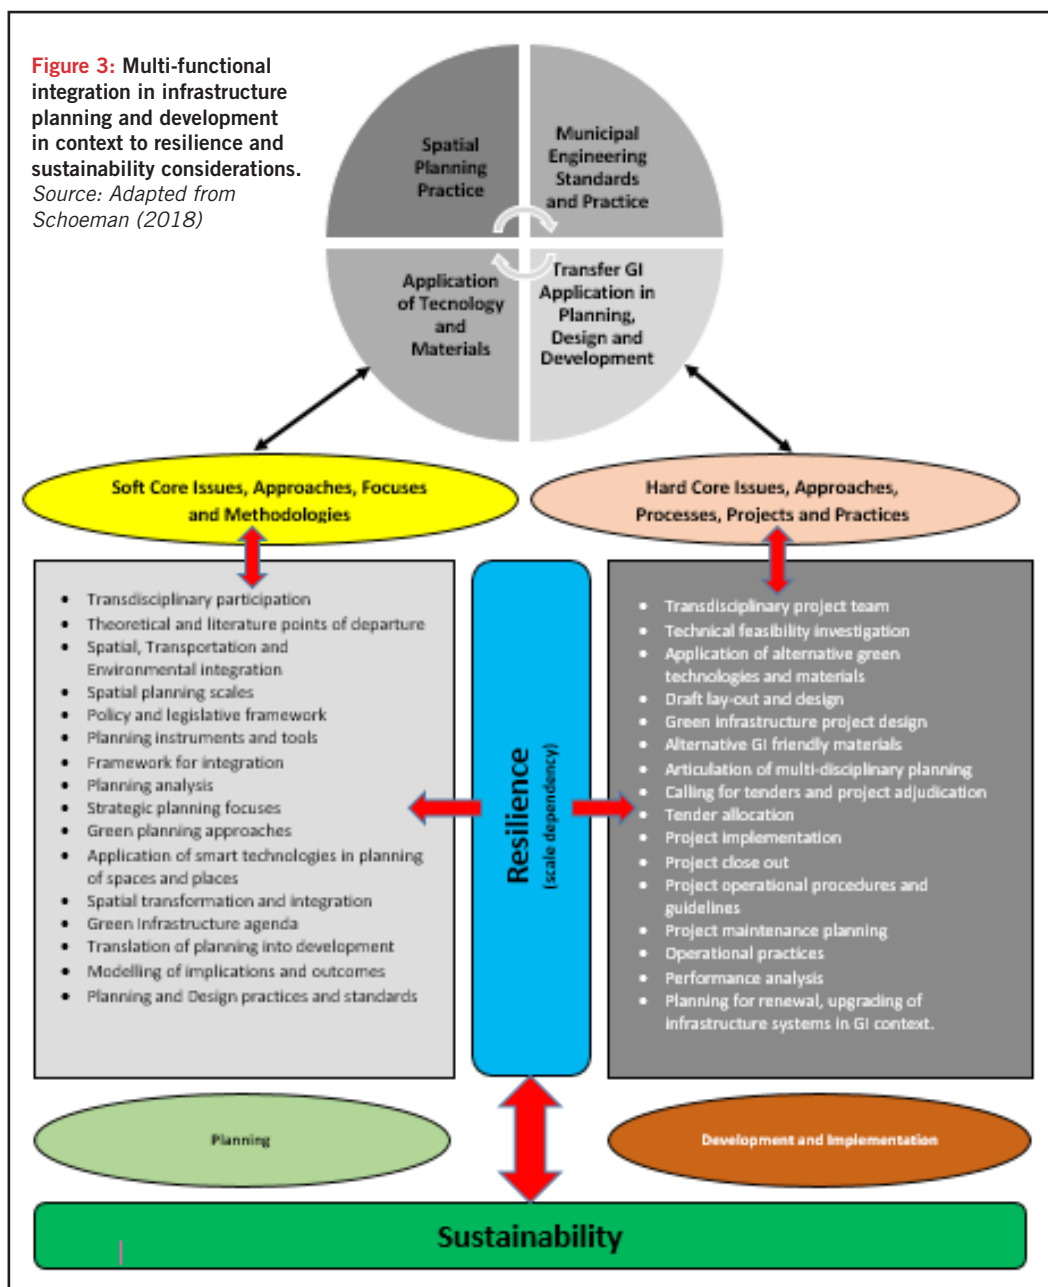 Figure 3: Multi-functional
integration in infrastructure
planning and development
in context to resilience and
sustainability considerations.
Source: Adapted from
Schoeman (2018)
Spatial
Planning
Practice
Municipal
Engineering
Standards
and Practice
Application
of Tecnology
and
Materials
Transfer GI
Application in
Planning,
Design and
Development
Soft Core Issues, Approaches, Focuses
and Methodologies
Hard Core Issues, Approaches,
Processes, Projects and Practices
• Transdisciplinary participation
• Theoretical and literature points of departure
• Spatial, Transportation and
Environmental integration
• Spatial planning scales
• Policy and legislative framework
• Planning instruments and tools
• Framework for integration
• Planning analysis
• Strategic planning focuses
• Green planning approaches
• Application of smart technologies in planning
of spaces and places
• Spatial transformation and integration
• Green Infrastructure agenda
• Translation of planning into development
• Modelling of implications and outcomes
• Planning and Design practices and standards
Resilience
(scale dependency)
• Transdisciplinary project team
• Technical feasibility investigation
• Application of alternative green
technologies and materials
• Draft lay-out and design
• Green infrastructure project design
• Alternative GI friendly materials
• Articulation of multi-disciplinary planning
• Calling for tenders and project adjudication
• Tender allocation
• Project implementation
• Project close out
• Project operational procedures and
guidelines
• Project maintenance planning
• Operational practices
• Performance analysis
• Planning for renewal, upgrading of
infrastructure systems in GI context.
Planning
Development and Implementation
Sustainability